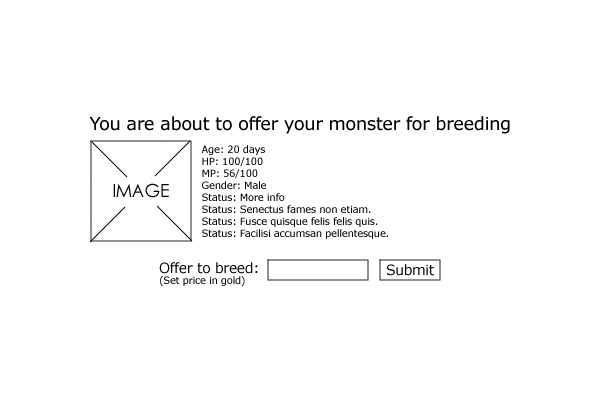 You are about to offer your monster for breeding
IMAGE
Age: 20 days
HP: 100/100
MP: 56/100
Gender: Male
Status: More info
Status: Senectus fames non etiam.
Status: Fusce quisque felis felis quis.
Status: Facilisi accumsan pellentesque.
Offer to breed:
(Set price in gold)
Submit